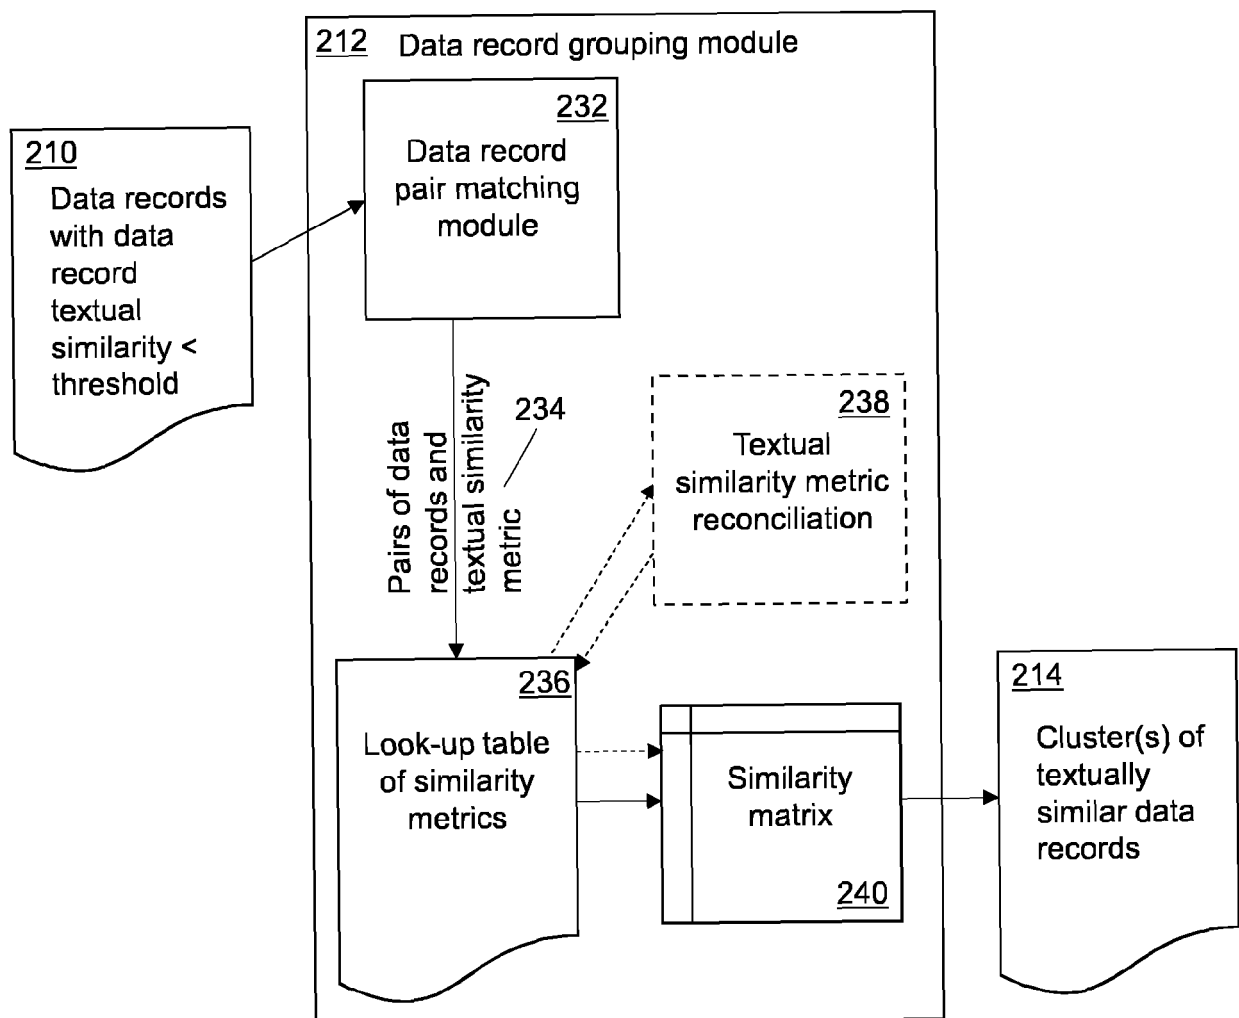 212 Data record grouping module
232
Data record
pair matching
module
210
Data records
with data
record
textual
similarity <
threshold
Pairs of data
records and
textual similarity
metric
234
238
Textual
similarity metric
reconciliation
236
Look-up table
of similarity
metrics
Similarity
matrix
240
214
Cluster(s) of
textually
similar data
records